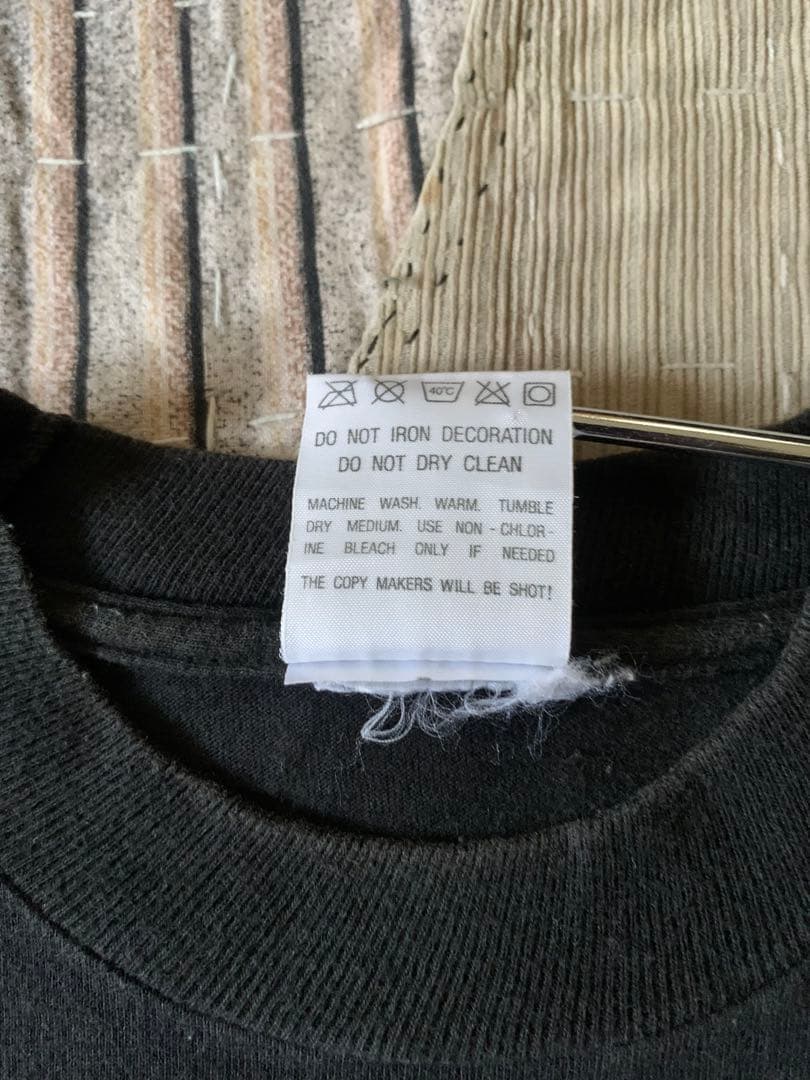 40°C
DO NOT IRON DECORATION
DO NOT DRY CLEAN
MACHINE WASH. WARM. TUMBLE
DRY MEDIUM. USE NON - CHLOR-
INE BLEACH ONLY IF NEEDED
THE COPY MAKERS WILL BE SHOT!